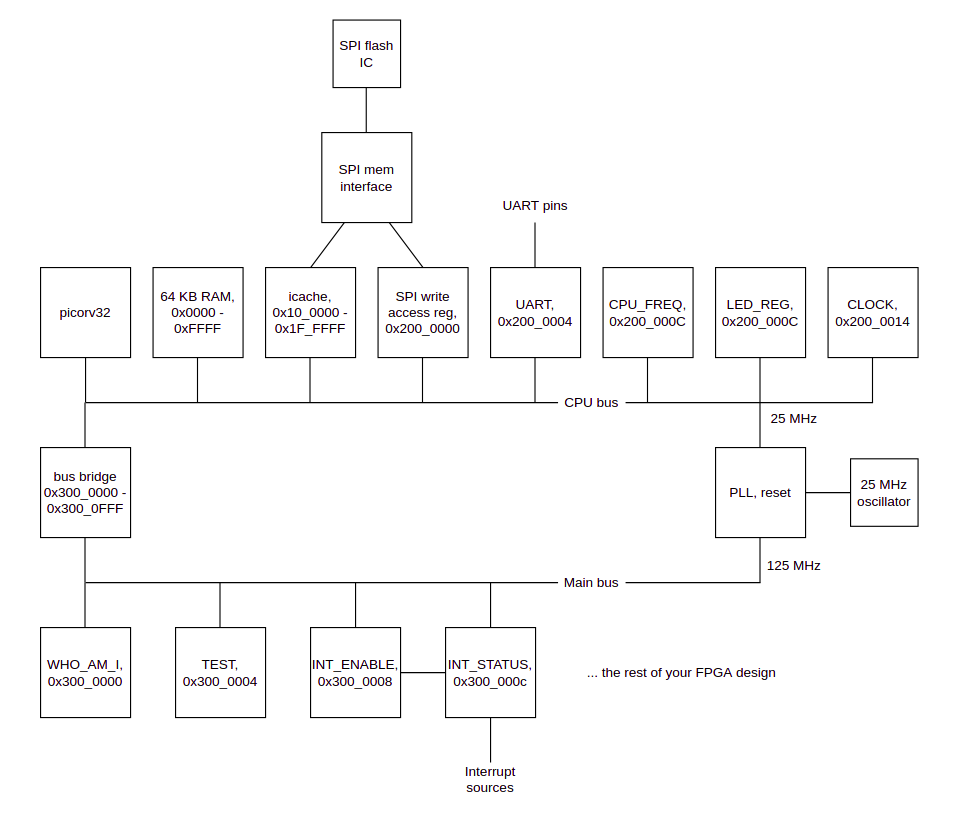 SPI flash
IC
SPI mem
interface
UART pins
picorv32
64 KB RAM,
0x0000 -
0xFFFF
icache,
0x10_0000 -
0x1F_FFFF
SPI write
access reg,
0x200_0000
UART,
0x200_0004
CPU_FREQ,
0x200_000C
LED_REG,
0x200_000C
CLOCK,
0x200_0014
CPU bus
25 MHz
bus bridge
0x300_0000 -
0x300_0FFF
PLL, reset
25 MHz
oscillator
125 MHz
Main bus
WHO_AM_I,
0x300_0000
TEST,
0x300_0004
INT_ENABLE,
0x300_0008
INT_STATUS,
0x300_000c
... the rest of your FPGA design
Interrupt
sources